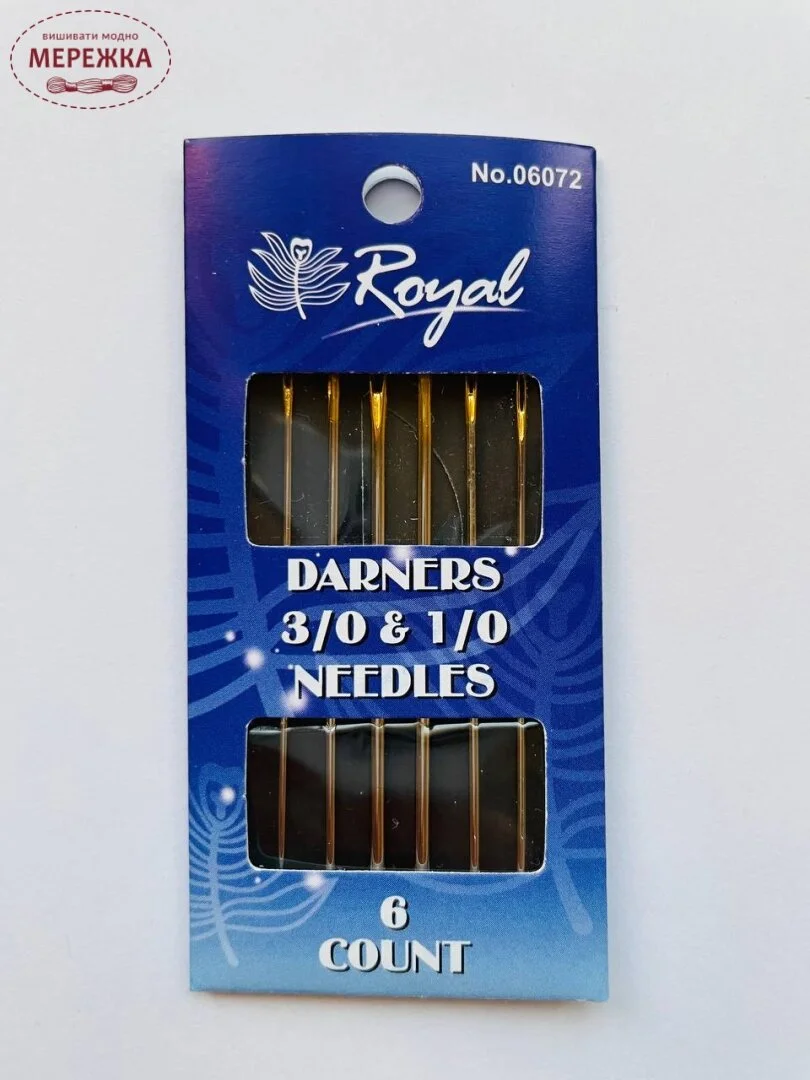 вишивати модно
МЕРЕЖКА
No.06072
Royal
DARNERS
3/0 & 1/0
NEEDLES
6
COUNT